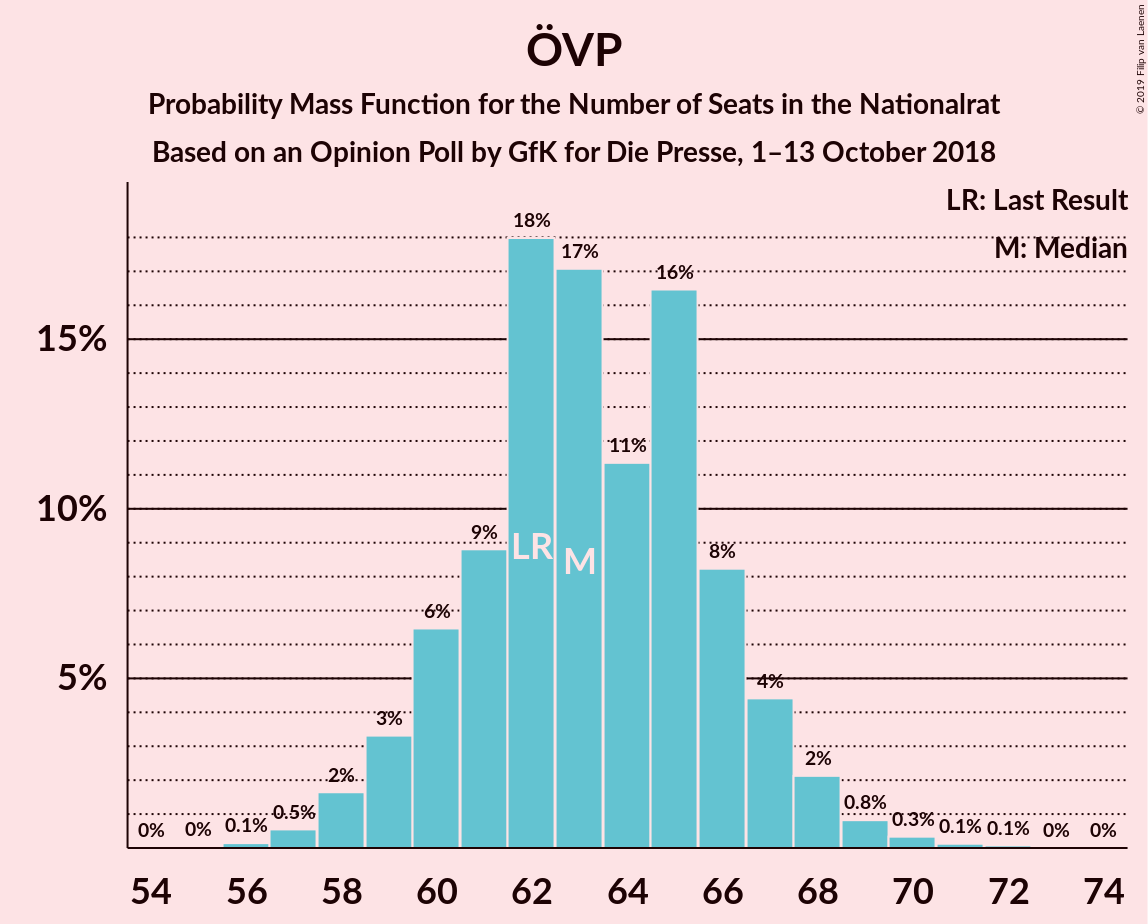 ÖVP
Probability Mass Function for the Number of Seats in the Nationalrat
Based on an Opinion Poll by GfK for Die Presse, 1–13 October 2018
© 2019 Filip van Laenen
LR: Last Result
M: Median
15%
10%
5%
0%
0%
0.1%
0.5%
2%
3%
6%
9%
18%
17%
11%
16%
8%
4%
2%
0.8%
0.3%
0.1%
0.1%
0%
0%
LR
M
54 56 58 60 62 64 66 68 70 72 74